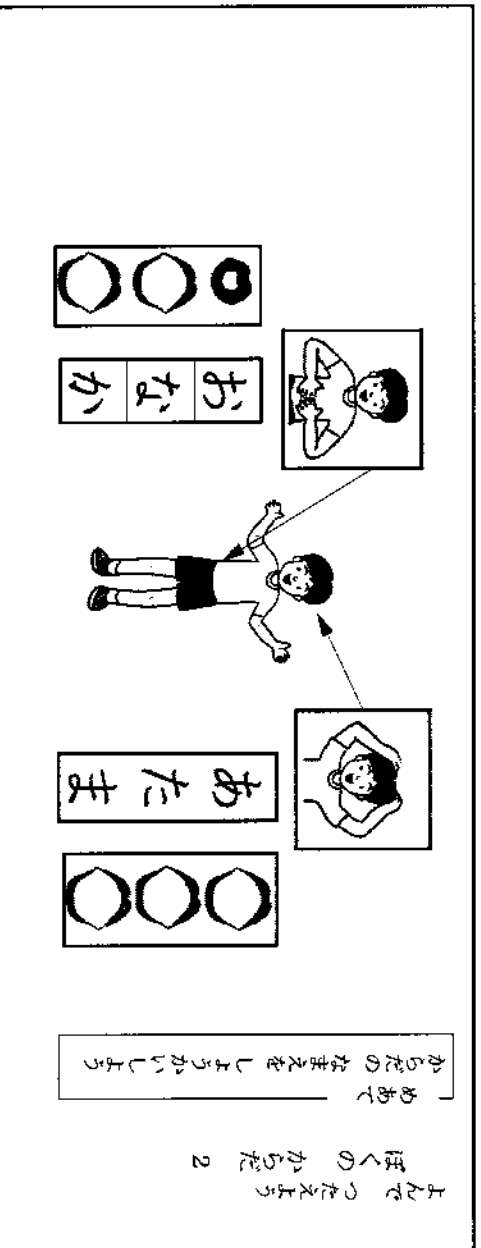 よんで つたえよう
ぼくの からだ 2
めあて
からだの なまえを しょうかいしよう
あたま
おなか